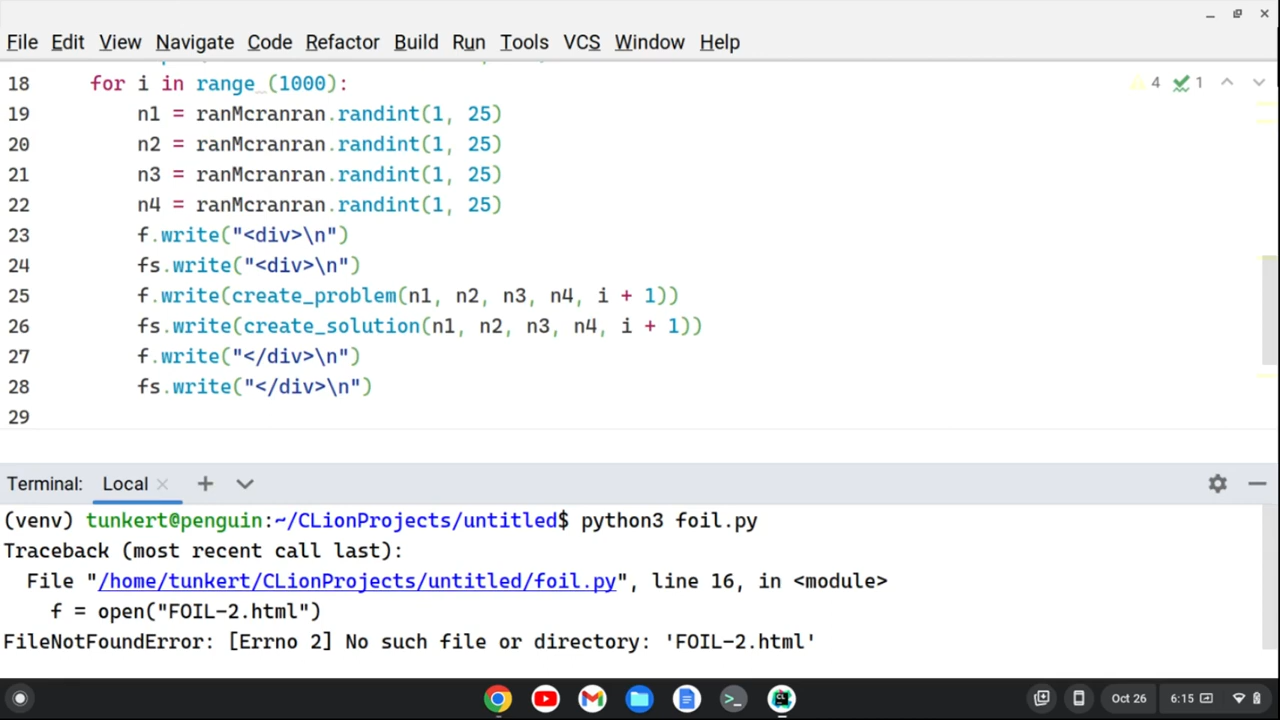 File Edit View Navigate Code Refactor Build Run Tools VCS Window Help
18 for i in range (1000):
4 1
19 n1 = ranMcranran.randint(1, 25)
20 n2 = ranMcranran.randint(1, 25)
21 n3 = ranMcranran.randint(1, 25)
22 n4 = ranMcranran.randint(1, 25)
23 f.write("<div>\n")
24 fs.write("<div>\n")
25 f.write(create_problem(n1, n2, n3, n4, i + 1))
26 fs.write(create_solution(n1, n2, n3, n4, i + 1))
27 f.write("</div>\n")
28 fs.write("</div>\n")
29
Terminal: Local
(venv) tunkert@penguin:~/CLionProjects/untitled$ python3 foil.py
Traceback (most recent call last):
File "/home/tunkert/CLionProjects/untitled/foil.py", line 16, in <module>
f = open("FOIL-2.html")
FileNotFoundError: [Errno 2] No such file or directory: 'FOIL-2.html'
Oct 26 6:15